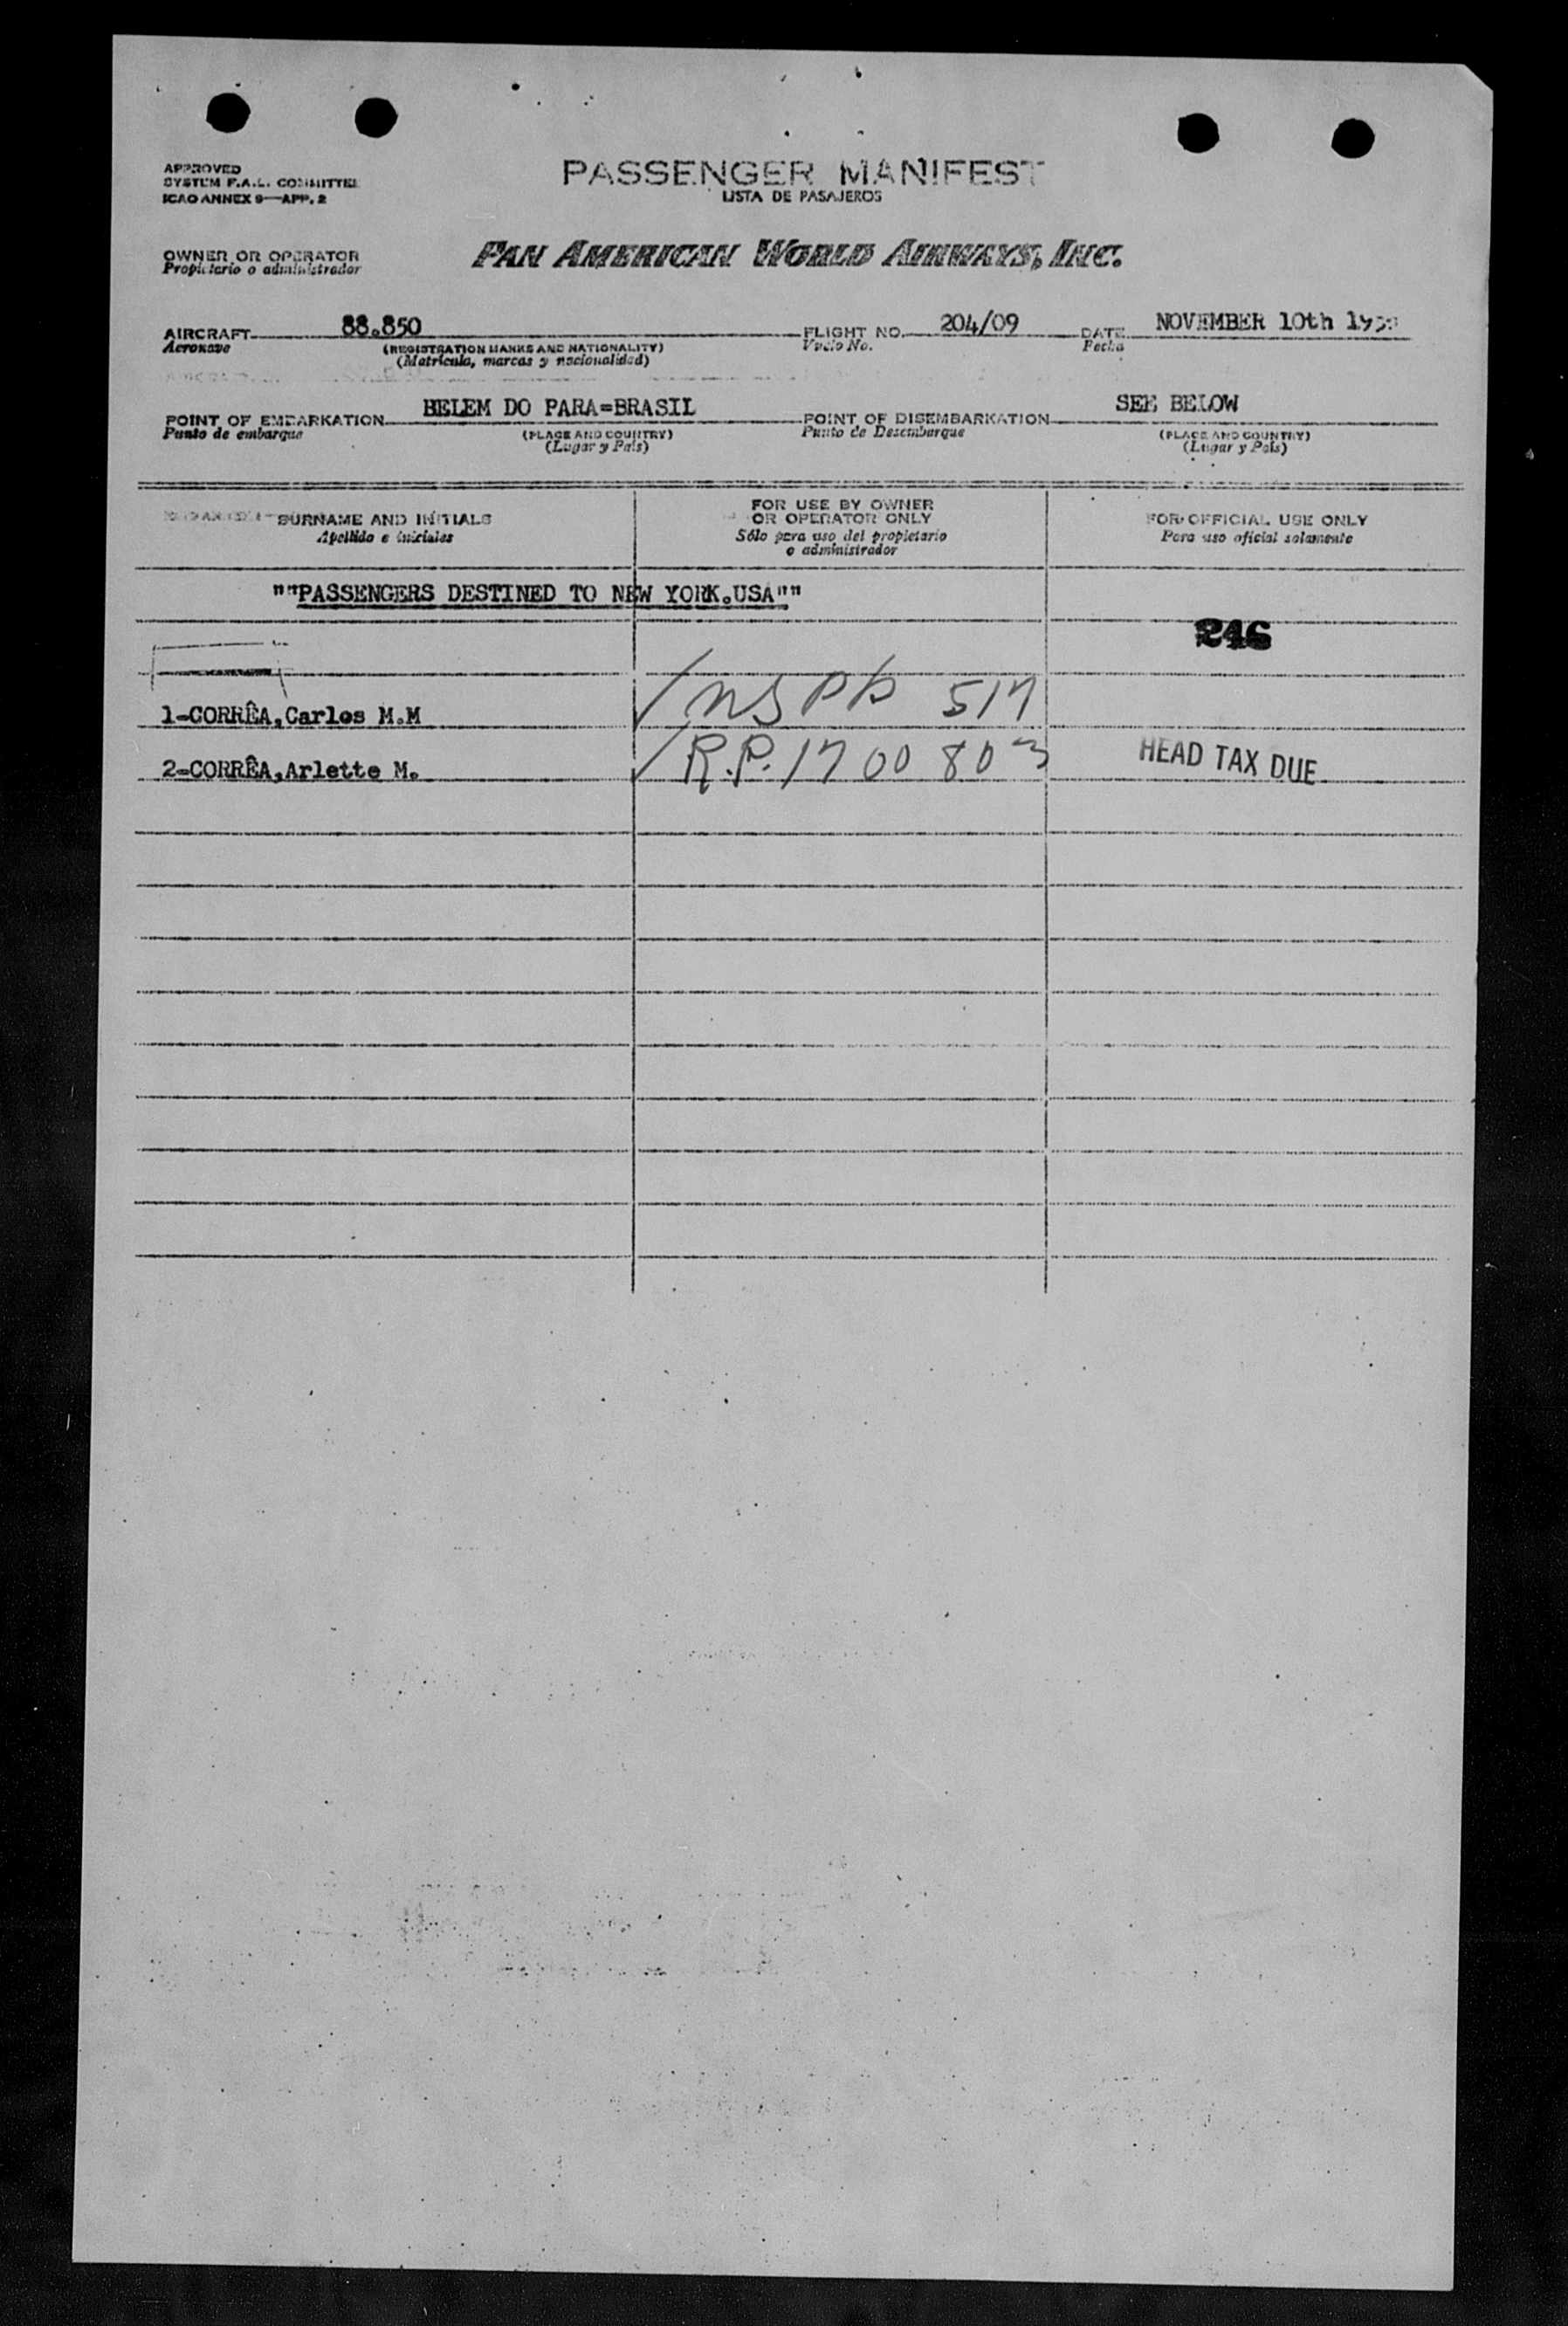 APPROVED
SYSTEM F.A.L. COMMITTEE
ICAO ANNEX 9—APP. 2
PASSENGER MANIFEST
LISTA DE PASAJEROS
OWNER OR OPERATOR
Propietario o administrador
PAN AMERICAN WORLD AIRWAYS, INC.
AIRCRAFT 88.850 FLIGHT NO. 204/09 DATE NOVEMBER 10th
Aeronave (REGISTRATION MARKS AND NATIONALITY) Vuelo No. Fecha
(Matrícula, marcas y nacionalidad)
POINT OF EMBARKATION BELEM DO PARA=BRASIL POINT OF DISEMBARKATION SEE BELOW
Punto de embarque (PLACE AND COUNTRY) Punto de Desembarque (PLACE AND COUNTRY)
(Lugar y País) (Lugar y País)
SURNAME AND INITIALS FOR USE BY OWNER OR OPERATOR ONLY FOR OFFICIAL USE ONLY
Apellido e iniciales Sólo para uso del propietario o administrador Para uso oficial solamente
""PASSENGERS DESTINED TO NEW YORK.USA""
246
1-CORRÊA,Carlos M.M 517
2-CORRÊA,Arlette M. R.P. 1700803 HEAD TAX DUE